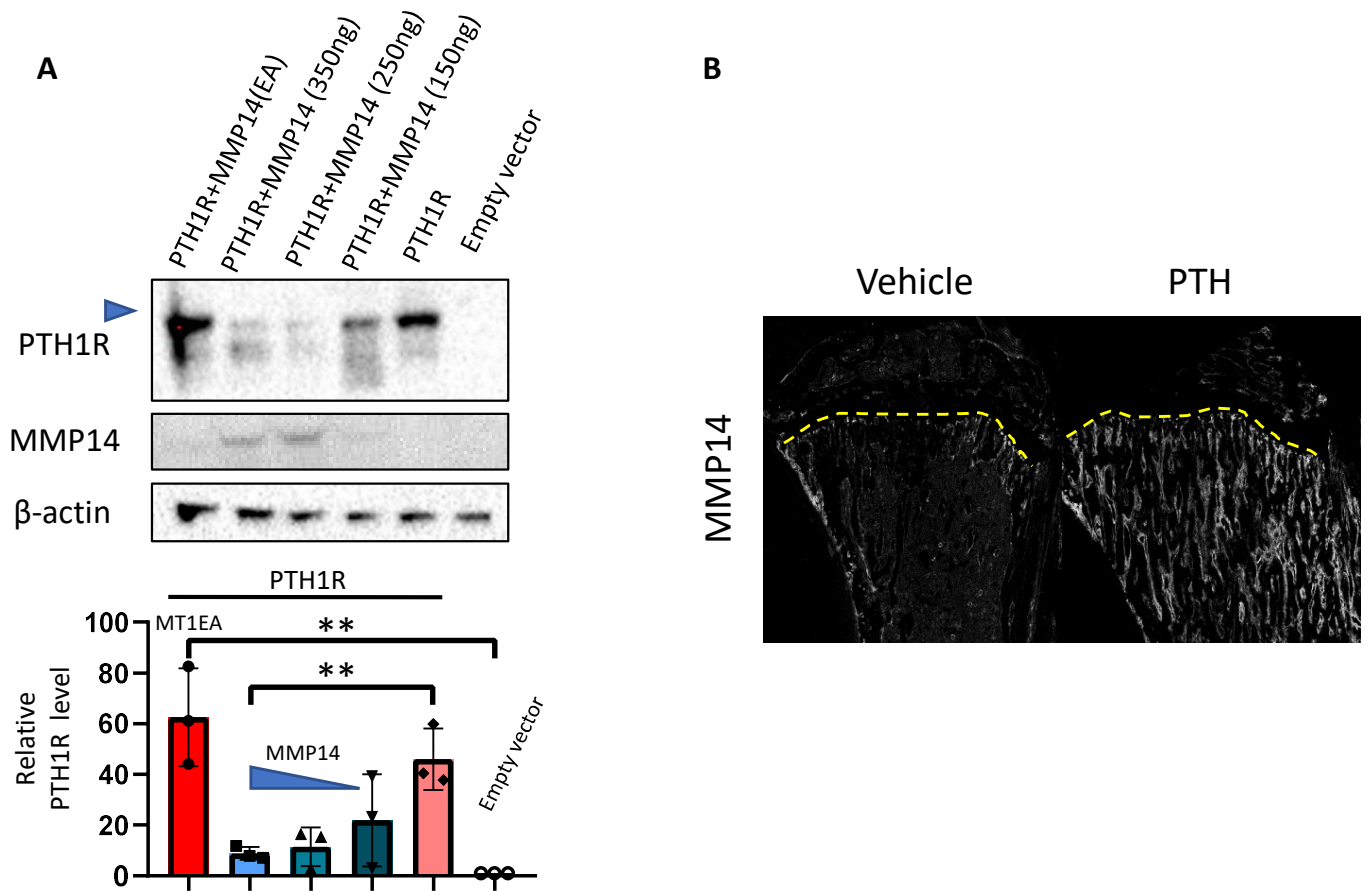 A
PTH1R+MMP14(EA)
PTH1R+MMP14 (350ng)
PTH1R+MMP14 (250ng)
PTH1R+MMP14 (150ng)
PTH1R
Empty vector
PTH1R
MMP14
β-actin
PTH1R
MT1EA
**
**
MMP14
Empty vector
Relative
PTH1R level
100
80
60
40
20
0
B
Vehicle
PTH
MMP14